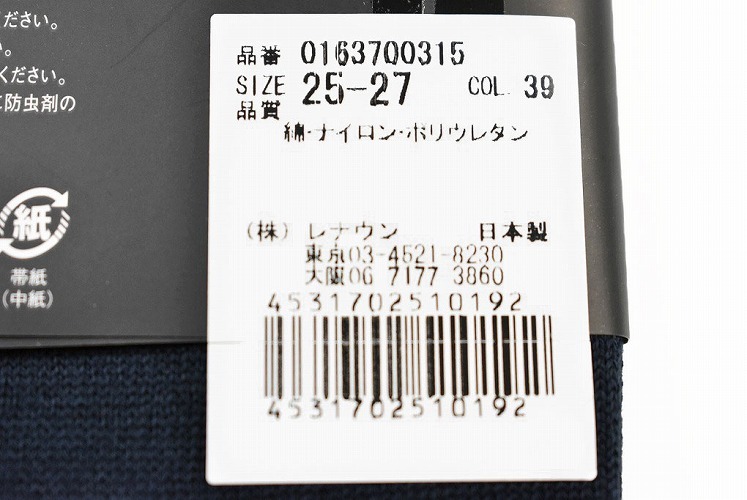 ださい。
い。
ください。
防虫剤の
紙
帯紙
(中紙)
品番 0163700315
SIZE 25-27 COL. 39
品質
綿・ナイロン・ポリウレタン
(株) レナウン 日本製
東京03-4521-8230
大阪06 7177 3860
4531702510192
4531702510192